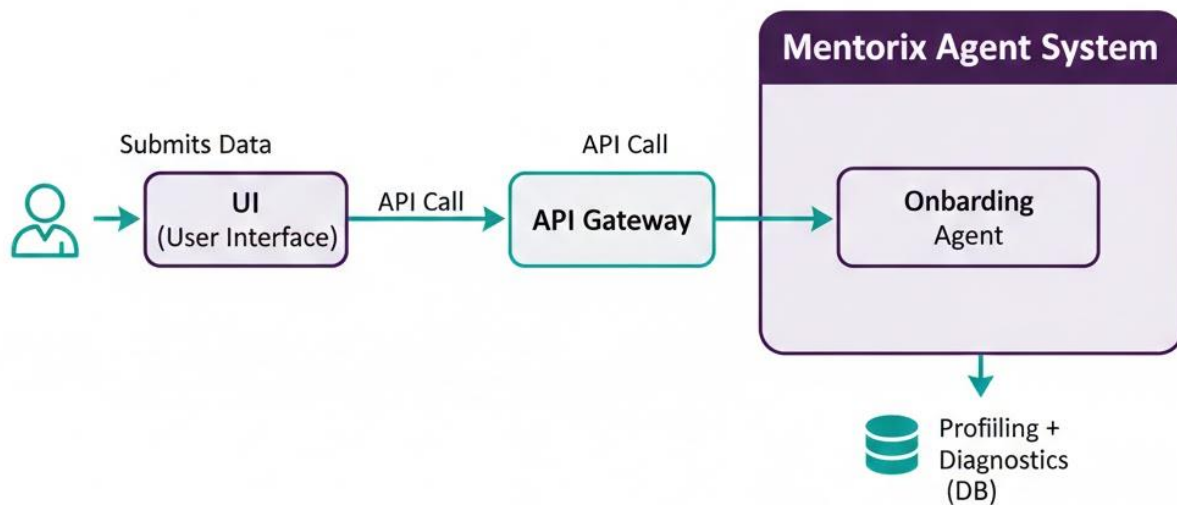 Mentorix Agent System
Submits Data
API Call
UI
(User Interface)
API Call
API Gateway
Onbarding
Agent
Profiiling +
Diagnostics
(DB)